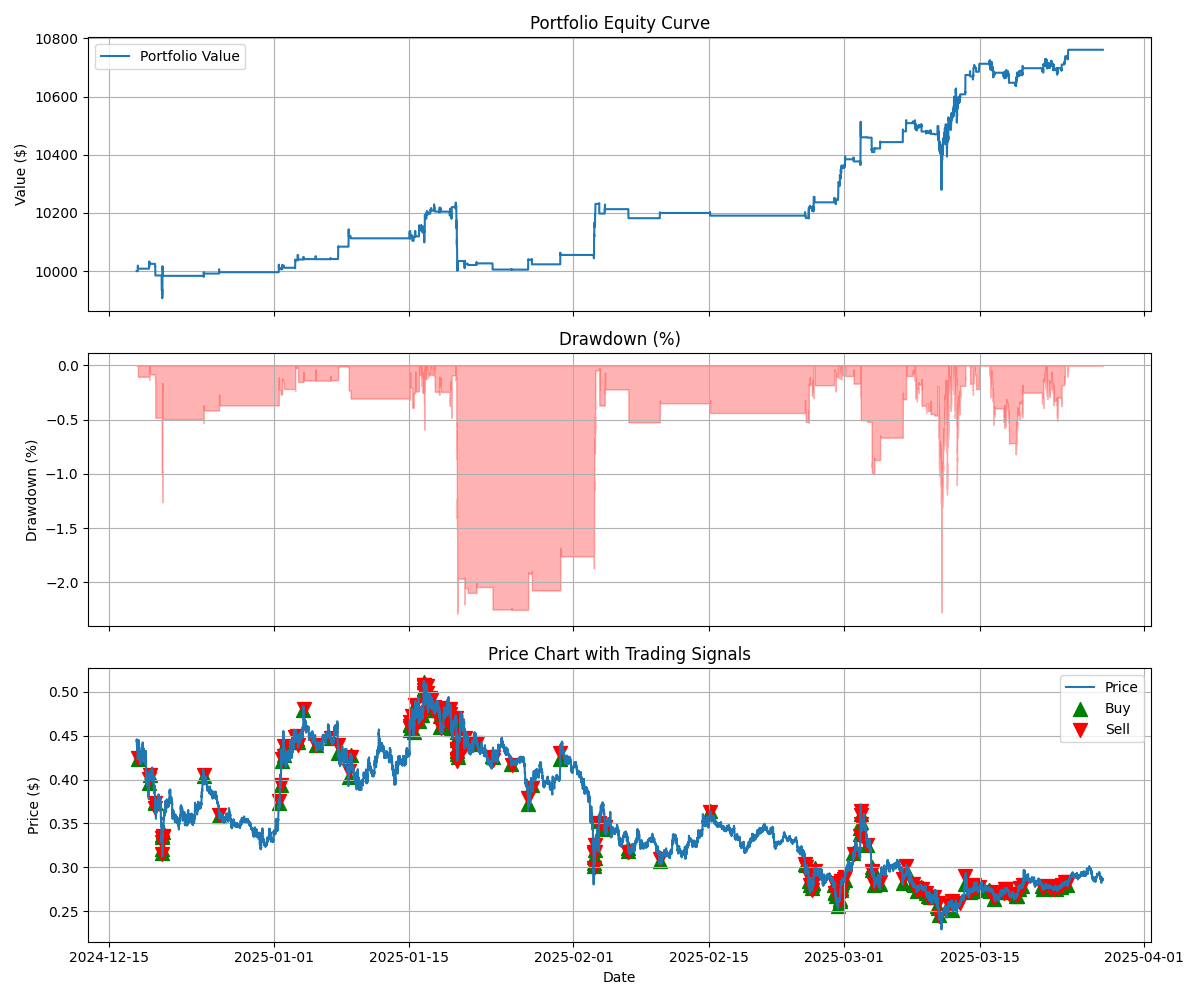 Portfolio Equity Curve
10800
10600
10400
10200
10000
Value ($)
Portfolio Value
Drawdown (%)
0.0
−0.5
−1.0
−1.5
−2.0
Drawdown (%)
Price Chart with Trading Signals
0.50
0.45
0.40
0.35
0.30
0.25
Price ($)
Price
Buy
Sell
2024-12-15
2025-01-01
2025-01-15
2025-02-01
2025-02-15
2025-03-01
2025-03-15
2025-04-01
Date